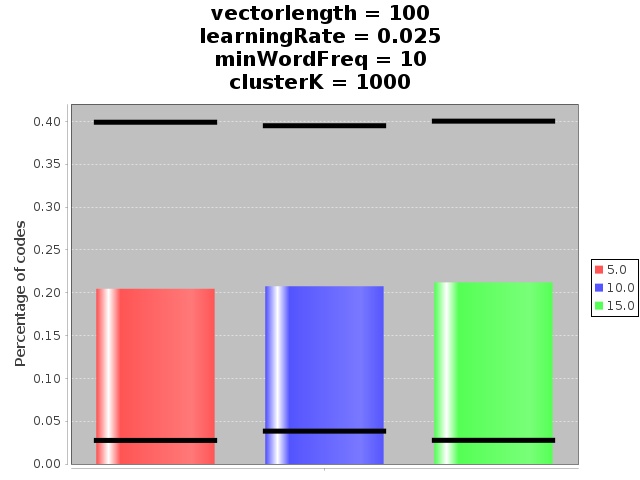 vectorlength = 100
learningRate = 0.025
minWordFreq = 10
clusterK = 1000
Percentage of codes
0.40
0.35
0.30
0.25
0.20
0.15
0.10
0.05
0.00
5.0
10.0
15.0